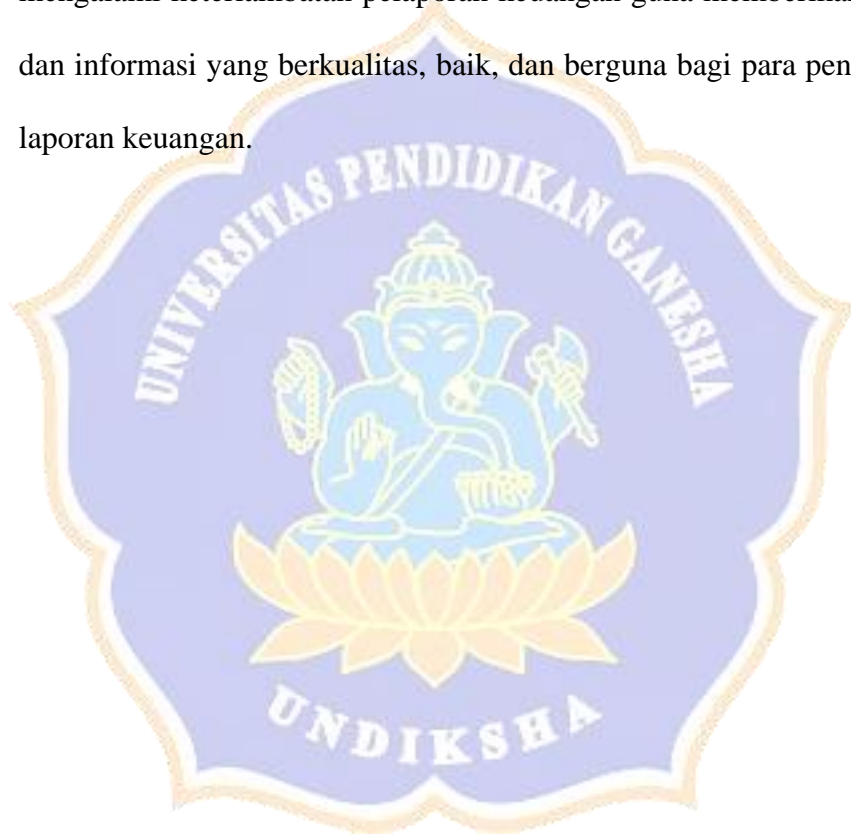 dan informasi yang berkualitas, baik, dan berguna bagi para pen
laporan keuangan.
UNIVERSITAS PENDIDIKAN GANESHA
UNDIKSHA